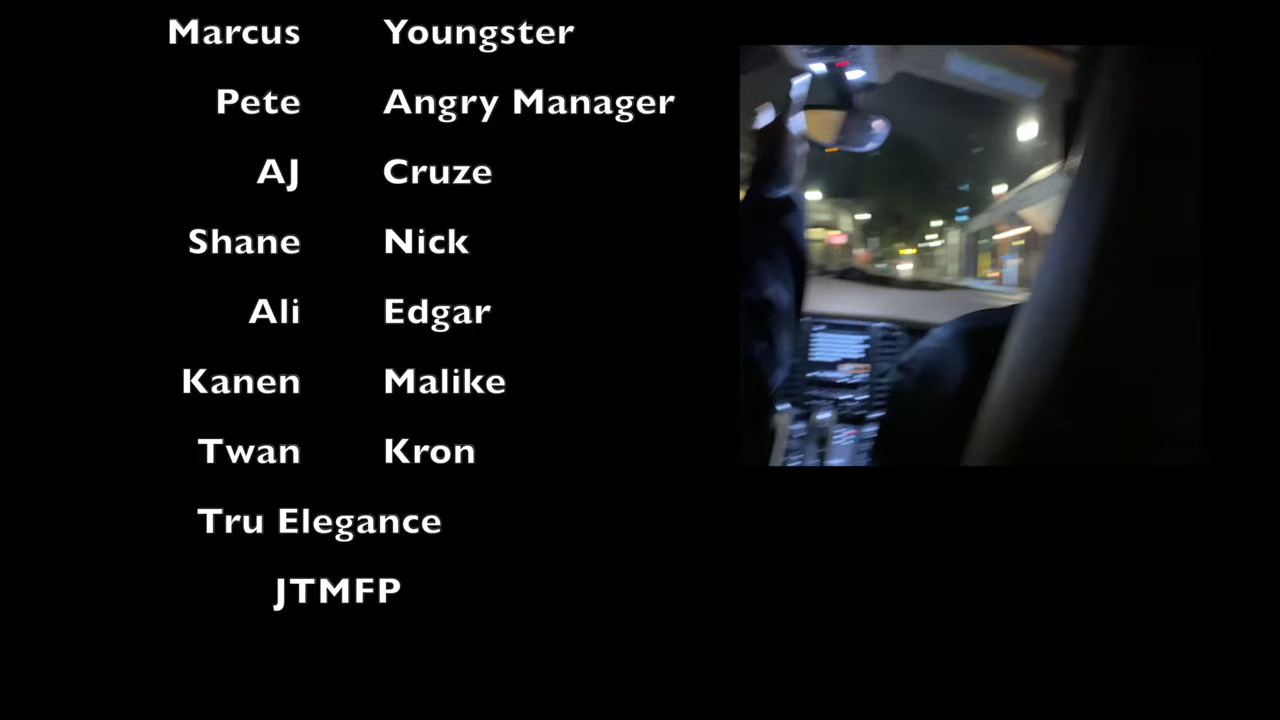 Marcus Youngster
Pete Angry Manager
AJ Cruze
Shane Nick
Ali Edgar
Kanen Malike
Twan Kron
Tru Elegance
JTMFP